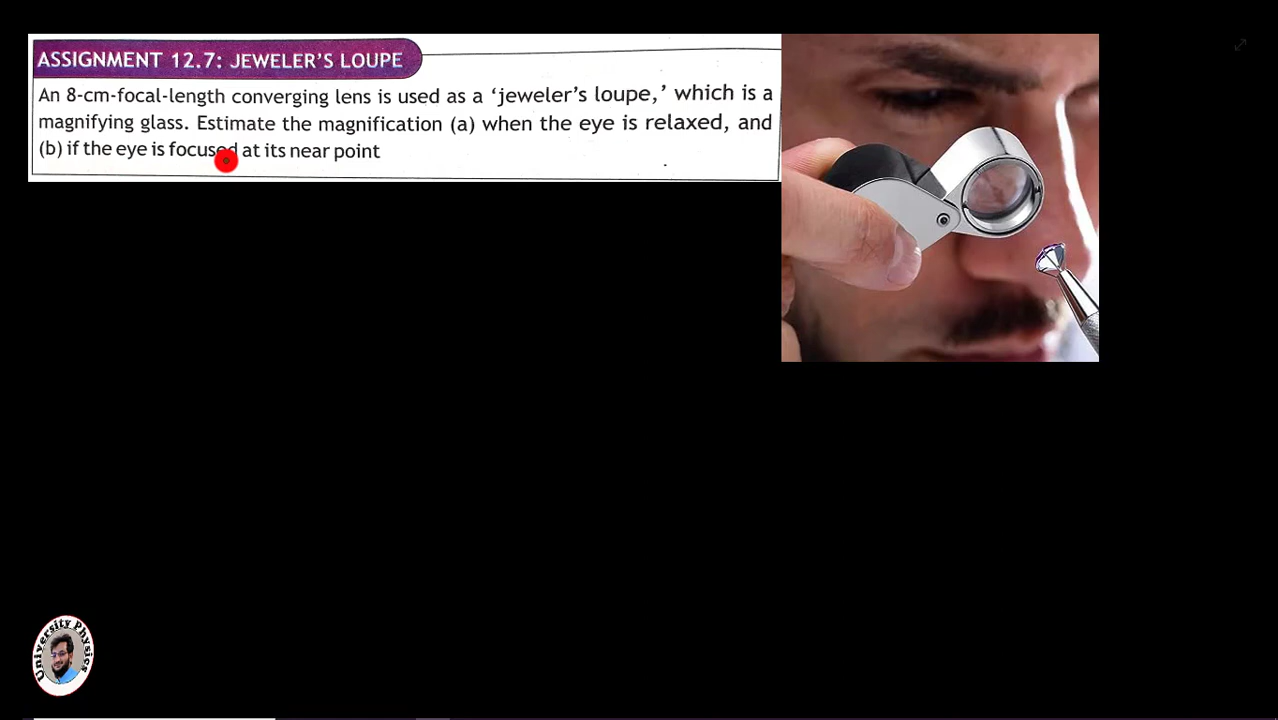 ASSIGNMENT 12.7: JEWELER'S LOUPE
An 8-cm-focal-length converging lens is used as a ‘jeweler's loupe,’ which is a
magnifying glass. Estimate the magnification (a) when the eye is relaxed, and
(b) if the eye is focused at its near point
University Physics